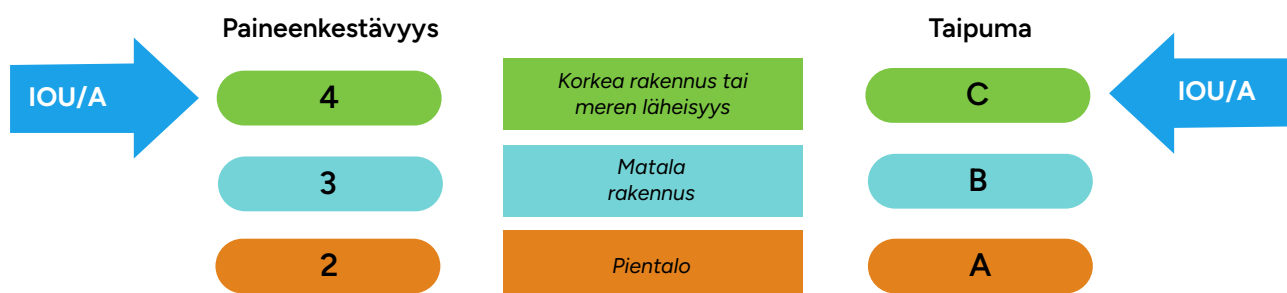 Paineenkestävyys
Taipuma
IOU/A
4
Korkea rakennus tai
meren läheisyys
C
IOU/A
3
Matala
rakennus
B
2
Pientalo
A